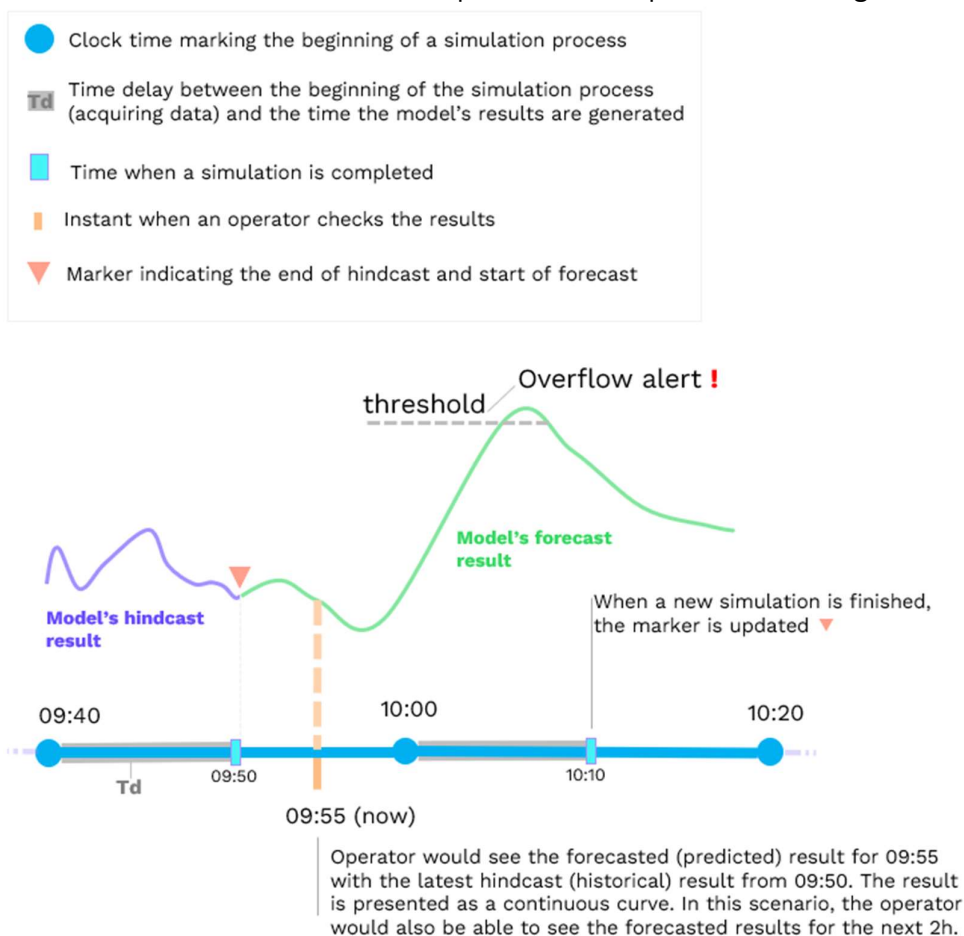 Clock time marking the beginning of a simulation process
Td
Time delay between the beginning of the simulation process
(acquiring data) and the time the model's results are generated
Time when a simulation is completed
Instant when an operator checks the results
Marker indicating the end of hindcast and start of forecast
Overflow alert !
threshold
Model's forecast
result
Model's hindcast
result
When a new simulation is finished,
the marker is updated
09:40
10:00
10:20
Td
09:50
10:10
09:55 (now)
Operator would see the forecasted (predicted) result for 09:55
with the latest hindcast (historical) result from 09:50. The result
is presented as a continuous curve. In this scenario, the operator
would also be able to see the forecasted results for the next 2h.